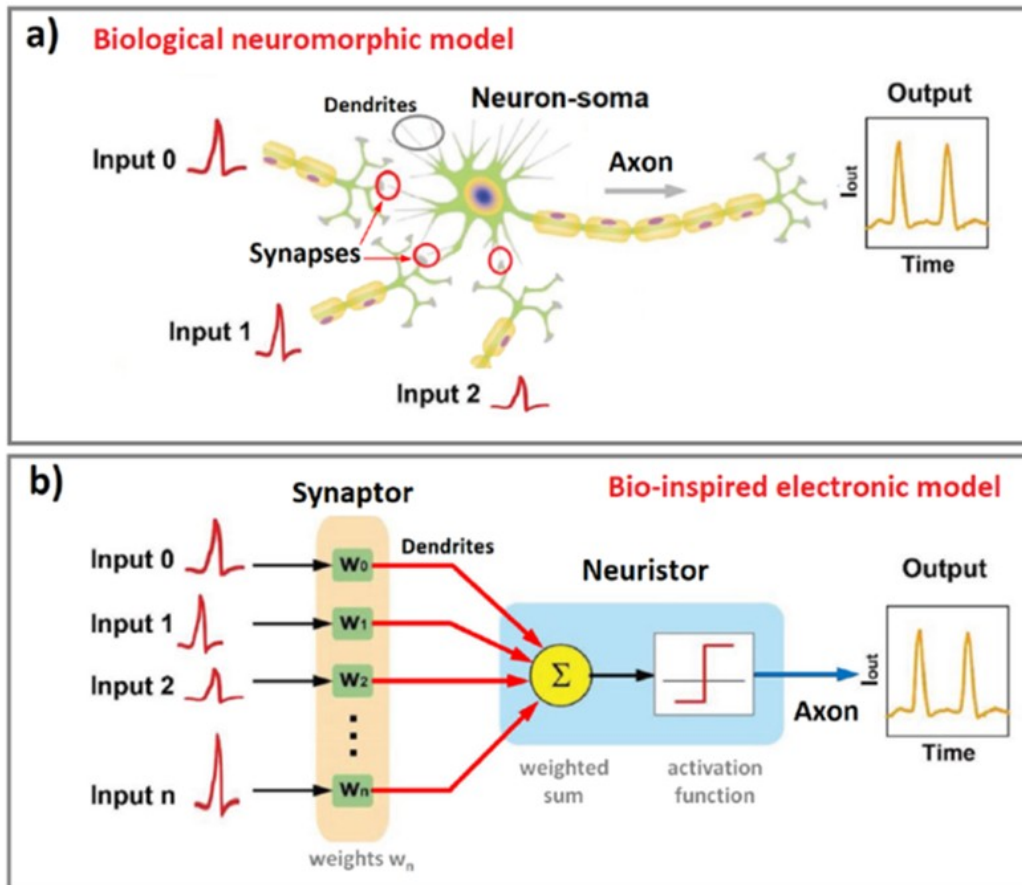 a) Biological neuromorphic model
Dendrites
Neuron-soma
Output
Input 0
Axon
Iout
Synapses
Time
Input 1
Input 2
b) Bio-inspired electronic model
Synaptor
Input 0
W0
Dendrites
Neuristor
Output
Input 1
W1
Input 2
W2
Σ
Iout
Axon
Time
Input n
Wn
weighted
sum
activation
function
weights wn